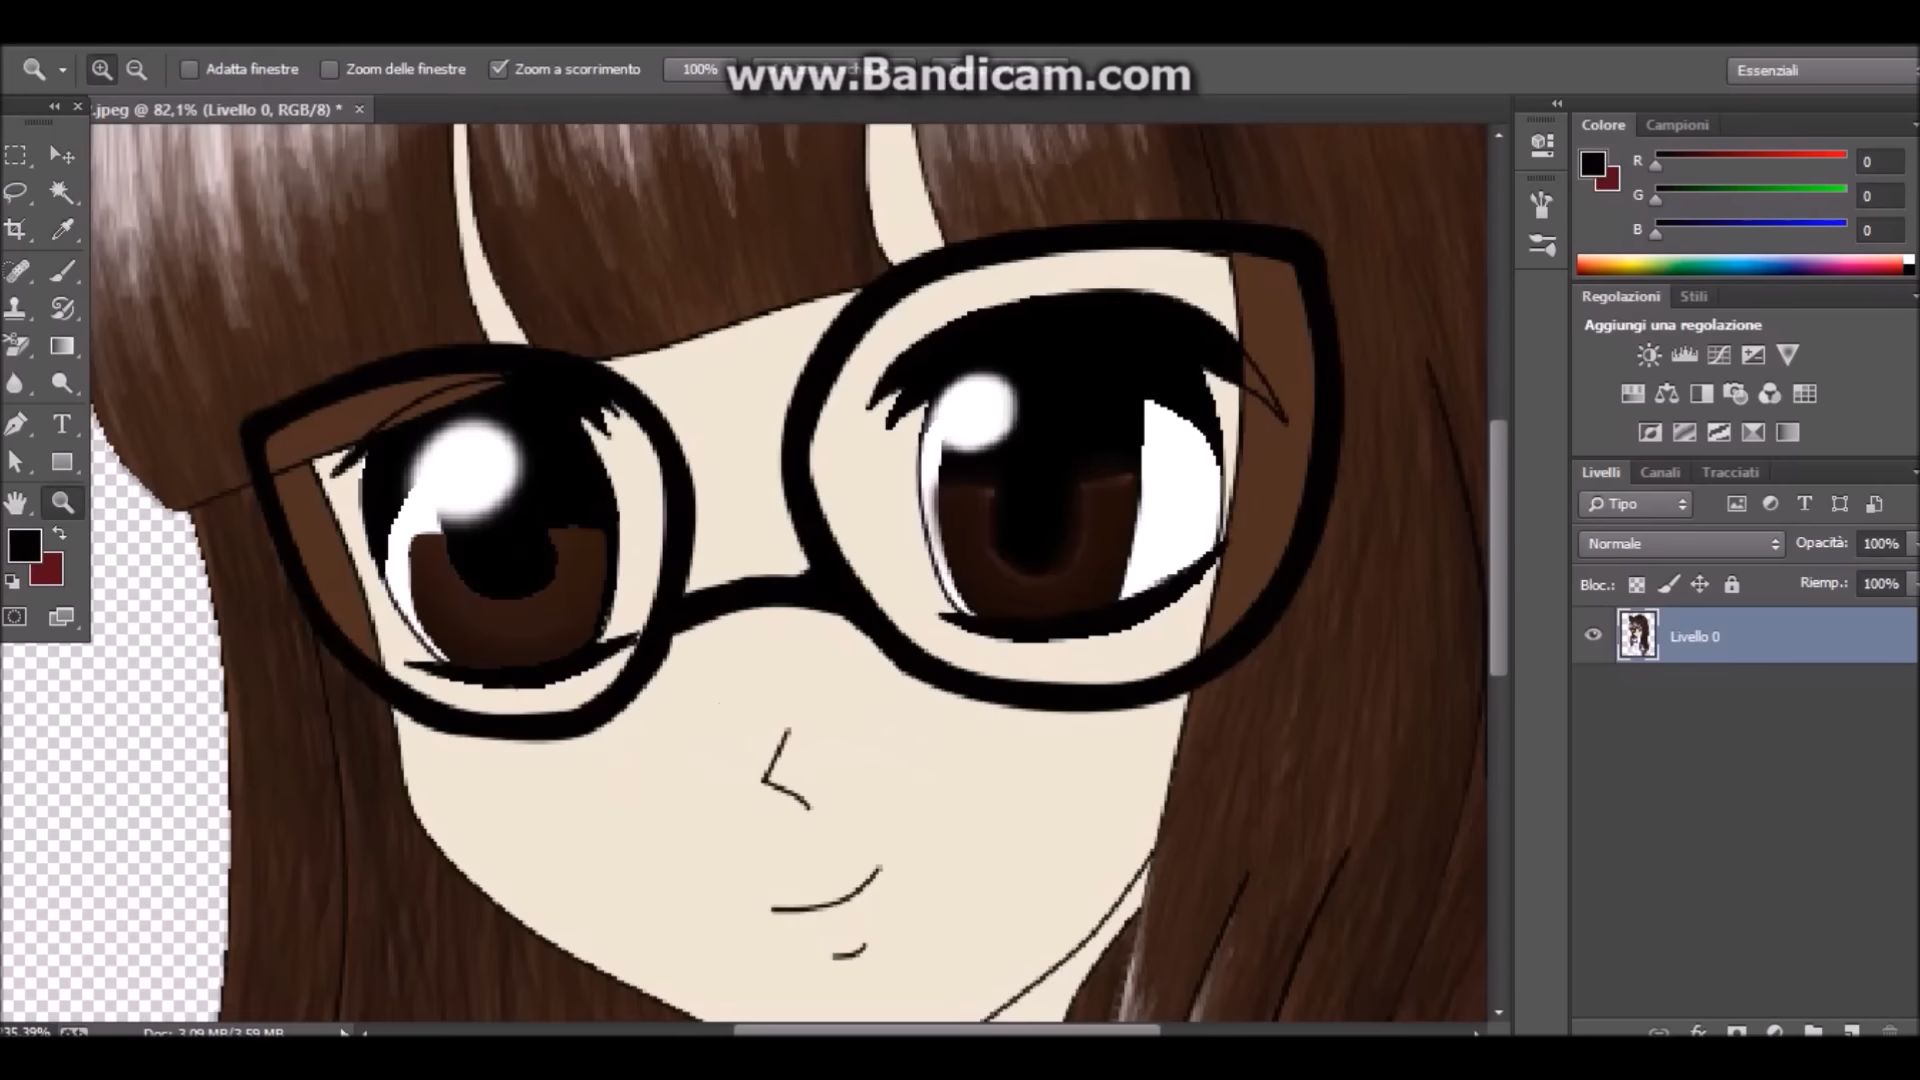 Adatta finestre Zoom delle finestre Zoom a scorrimento 100%
www.Bandicam.com
Essenziali
.jpeg @ 82,1% (Livello 0, RGB/8) * ×
Colore Campioni
R 0
G 0
B 0
Regolazioni Stili
Aggiungi una regolazione
Livelli Canali Tracciati
Tipo
Normale Opacità: 100%
Bloc.: Riemp.: 100%
Livello 0
Doc: 3,09 MB/3,59 MB